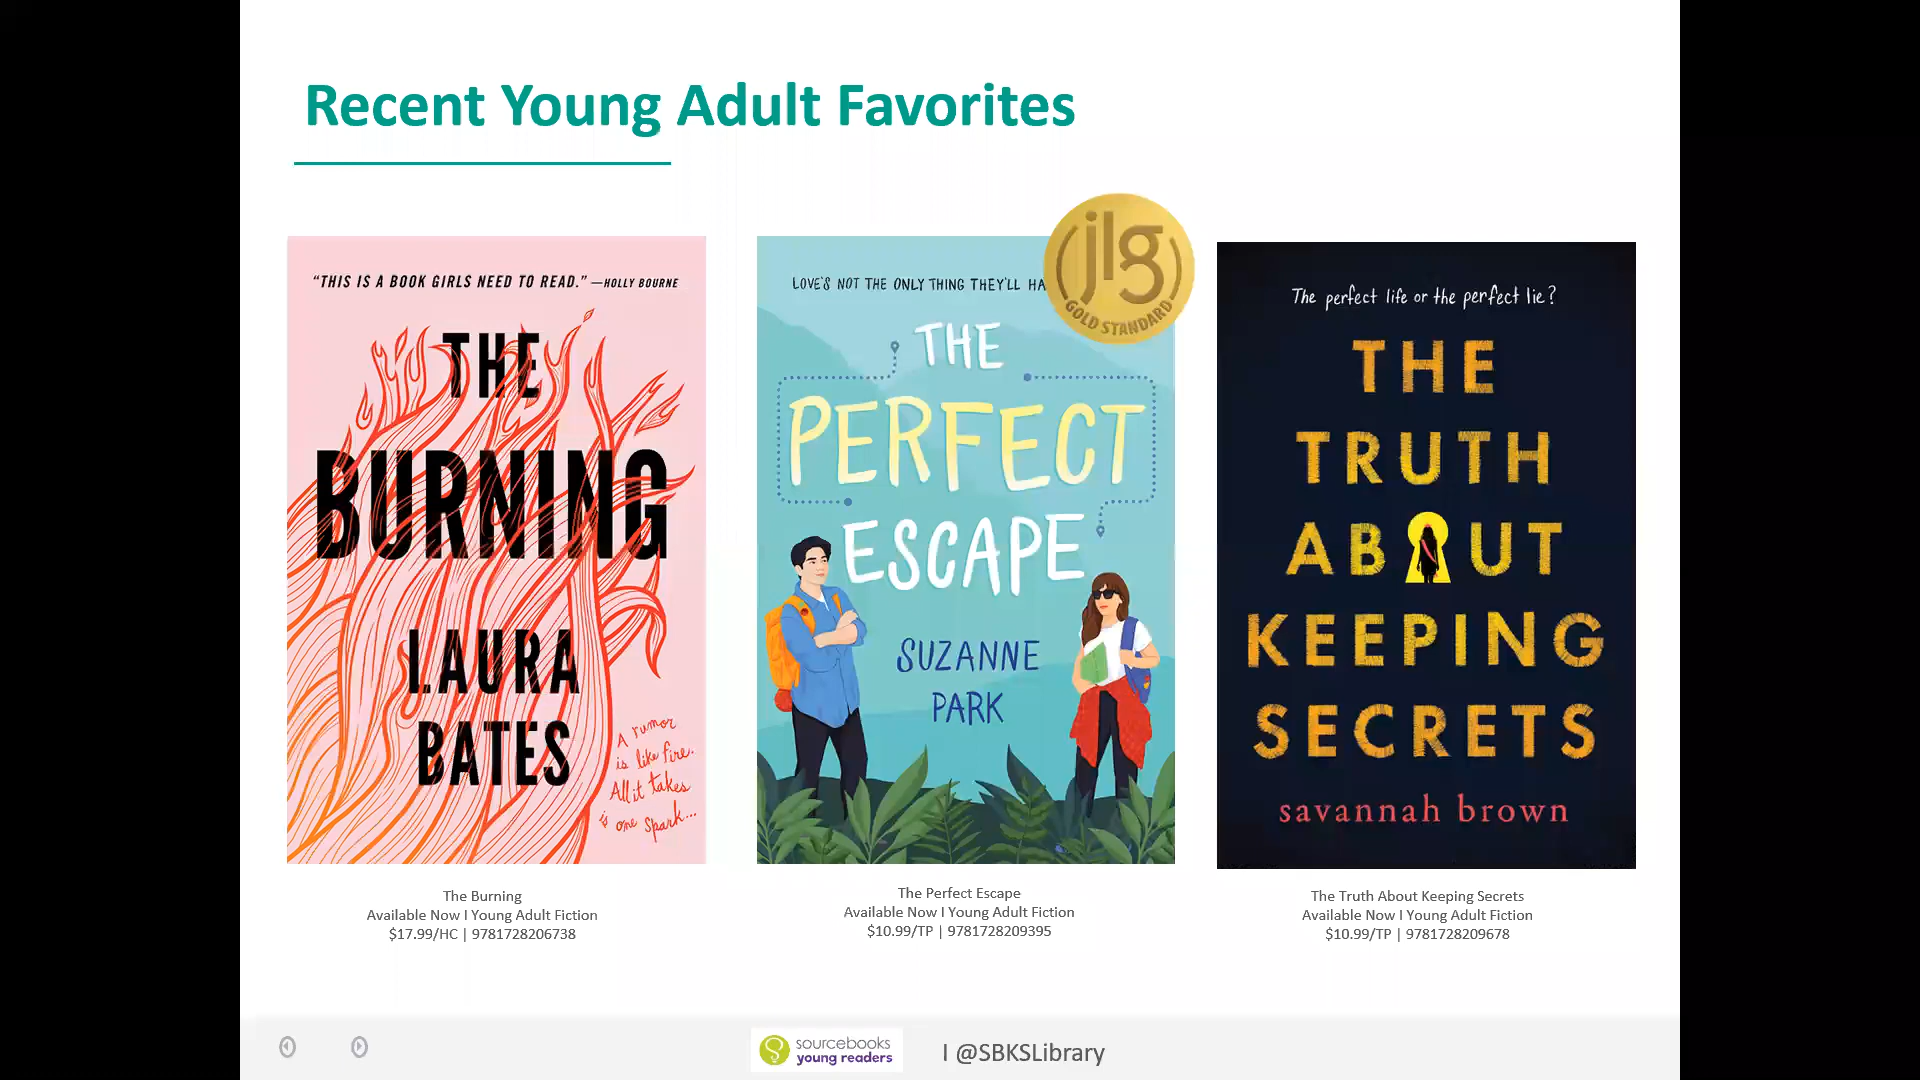 Recent Young Adult Favorites
“THIS IS A BOOK GIRLS NEED TO READ.” —HOLLY BOURNE
THE
BURNING
LAURA
BATES
A rumor
is like fire.
All it takes
is one spark...
The Burning
Available Now I Young Adult Fiction
$17.99/HC | 9781728206738
LOVE'S NOT THE ONLY THING THEY'LL HA
jlg
GOLD STANDARD
THE
PERFECT
ESCAPE
SUZANNE
PARK
The Perfect Escape
Available Now I Young Adult Fiction
$10.99/TP | 9781728209395
The perfect life or the perfect lie?
THE
TRUTH
ABOUT
KEEPING
SECRETS
savannah brown
The Truth About Keeping Secrets
Available Now I Young Adult Fiction
$10.99/TP | 9781728209678
sourcebooks
young readers
I @SBKSLibrary